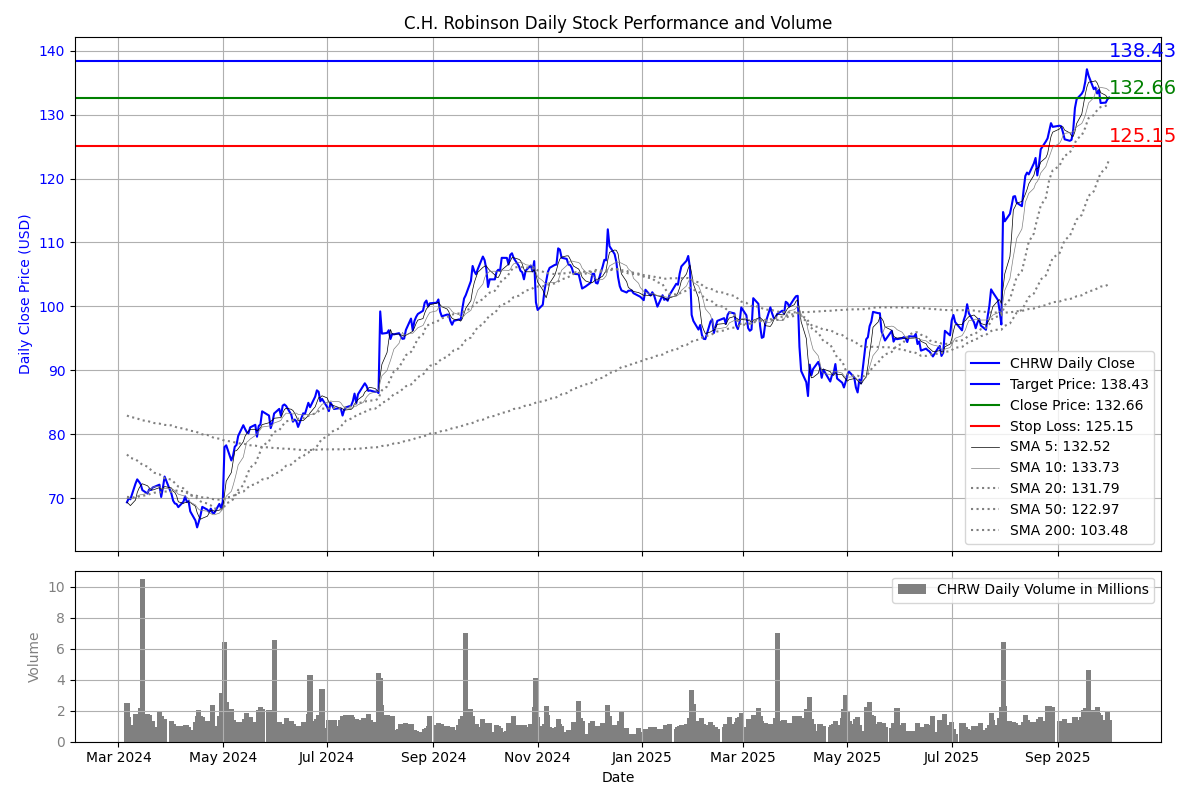 C.H. Robinson Daily Stock Performance and Volume
Daily Close Price (USD)
140
130
120
110
100
90
80
70
138.43
132.66
125.15
CHRW Daily Close
Target Price: 138.43
Close Price: 132.66
Stop Loss: 125.15
SMA 5: 132.52
SMA 10: 133.73
SMA 20: 131.79
SMA 50: 122.97
SMA 200: 103.48
Volume
10
8
6
4
2
0
CHRW Daily Volume in Millions
Mar 2024 May 2024 Jul 2024 Sep 2024 Nov 2024 Jan 2025 Mar 2025 May 2025 Jul 2025 Sep 2025
Date